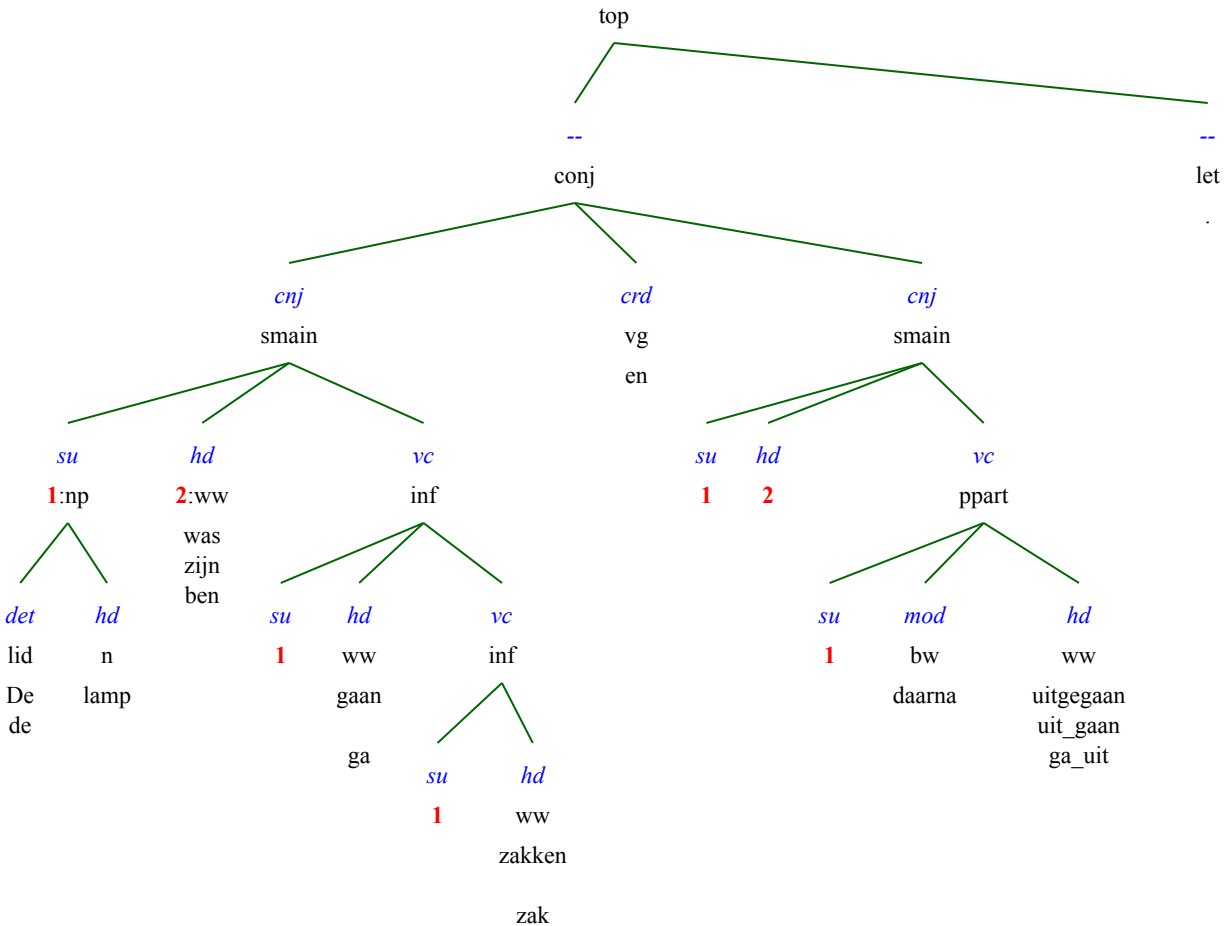 top
-- --
conj let
.
cnj crd cnj
smain vg smain
en
su hd vc su hd vc
1:np 2:ww inf 1 2 ppart
was
zijn
ben
det hd su hd vc su mod hd
lid n 1 ww inf 1 bw ww
De lamp gaan daarna uitgegaan
de uit_gaan
ga ga_uit
su hd
1 ww
zakken
zak